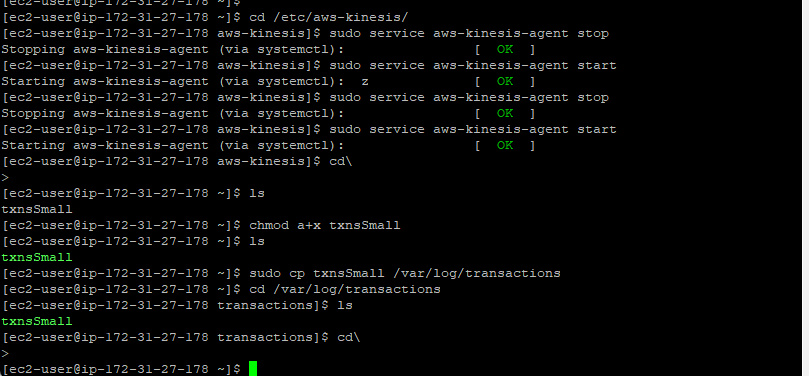 [ec2-user@ip-172-31-27-178 ~]$
[ec2-user@ip-172-31-27-178 ~]$ cd /etc/aws-kinesis/
[ec2-user@ip-172-31-27-178 aws-kinesis]$ sudo service aws-kinesis-agent stop
Stopping aws-kinesis-agent (via systemctl):                [  OK  ]
[ec2-user@ip-172-31-27-178 aws-kinesis]$ sudo service aws-kinesis-agent start
Starting aws-kinesis-agent (via systemctl):  z             [  OK  ]
[ec2-user@ip-172-31-27-178 aws-kinesis]$ sudo service aws-kinesis-agent stop
Stopping aws-kinesis-agent (via systemctl):                [  OK  ]
[ec2-user@ip-172-31-27-178 aws-kinesis]$ sudo service aws-kinesis-agent start
Starting aws-kinesis-agent (via systemctl):                [  OK  ]
[ec2-user@ip-172-31-27-178 aws-kinesis]$ cd\
>
[ec2-user@ip-172-31-27-178 ~]$ ls
txnsSmall
[ec2-user@ip-172-31-27-178 ~]$ chmod a+x txnsSmall
[ec2-user@ip-172-31-27-178 ~]$ ls
txnsSmall
[ec2-user@ip-172-31-27-178 ~]$ sudo cp txnsSmall /var/log/transactions
[ec2-user@ip-172-31-27-178 ~]$ cd /var/log/transactions
[ec2-user@ip-172-31-27-178 transactions]$ ls
txnsSmall
[ec2-user@ip-172-31-27-178 transactions]$ cd\
>
[ec2-user@ip-172-31-27-178 ~]$